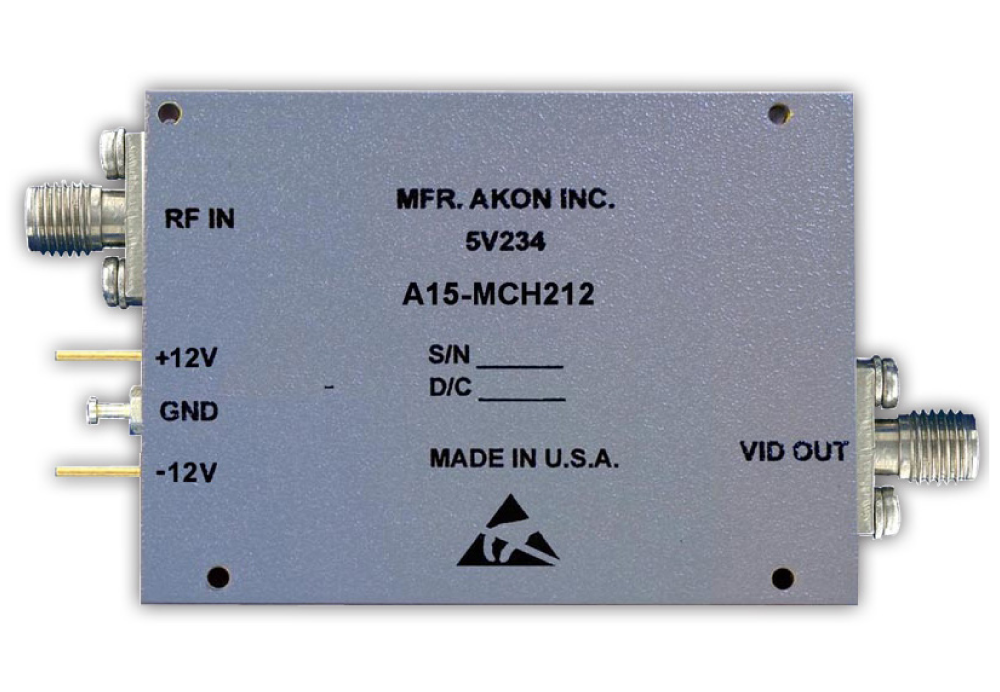 MFR. AKON INC.
5V234
A15-MCH212
RF IN
+12V
GND
-12V
S/N ______
D/C ______
MADE IN U.S.A.
VID OUT